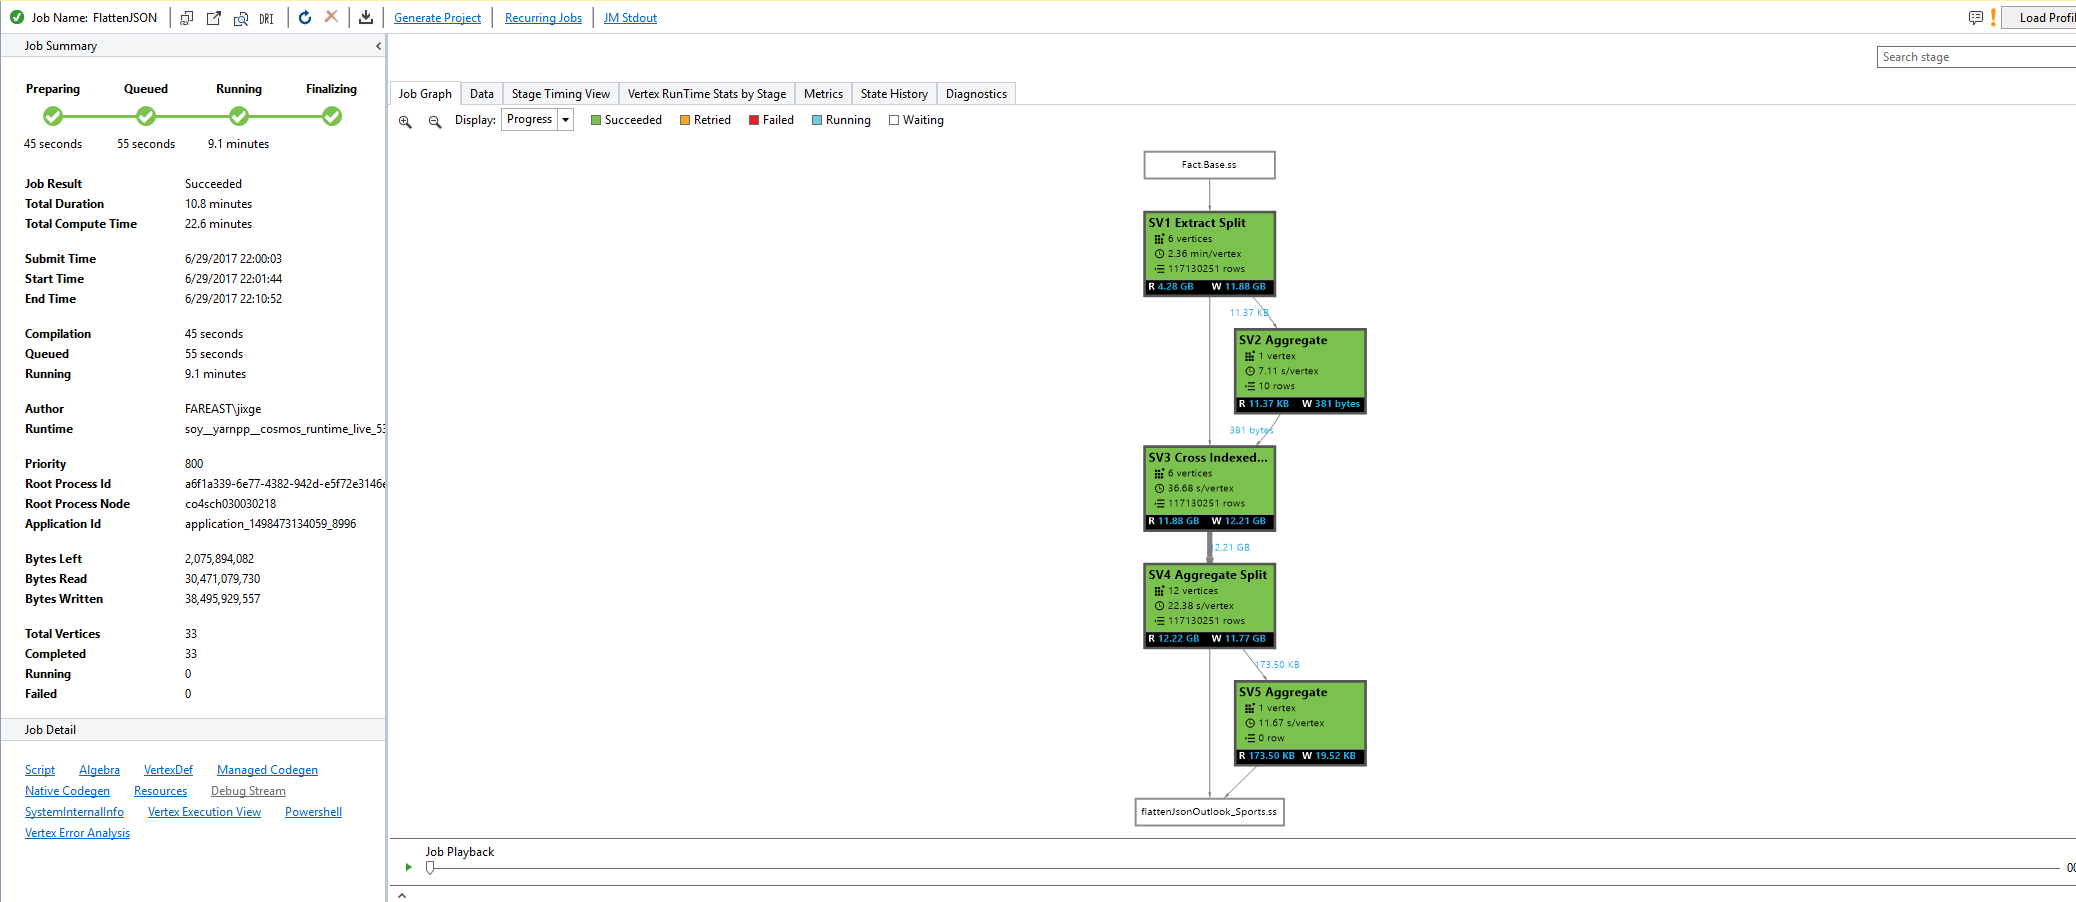 Job Name: FlattenJSON
DRI
Generate Project
Recurring Jobs
JM Stdout
Load Profi
Job Summary
Search stage
Preparing Queued Running Finalizing
45 seconds 55 seconds 9.1 minutes
Job Result Succeeded
Total Duration 10.8 minutes
Total Compute Time 22.6 minutes
Submit Time 6/29/2017 22:00:03
Start Time 6/29/2017 22:01:44
End Time 6/29/2017 22:10:52
Compilation 45 seconds
Queued 55 seconds
Running 9.1 minutes
Author FAREAST\jixge
Runtime soy__yarnpp__cosmos_runtime_live_53
Priority 800
Root Process Id a6f1a339-6e77-4382-942d-e5f72e3146e
Root Process Node co4sch030030218
Application Id application_1498473134059_8996
Bytes Left 2,075,894,082
Bytes Read 30,471,079,730
Bytes Written 38,495,929,557
Total Vertices 33
Completed 33
Running 0
Failed 0
Job Detail
Script Algebra VertexDef Managed Codegen
Native Codegen Resources Debug Stream
SystemInternalInfo Vertex Execution View Powershell
Vertex Error Analysis
Job Graph Data Stage Timing View Vertex RunTime Stats by Stage Metrics State History Diagnostics
Display: Progress Succeeded Retried Failed Running Waiting
Fact.Base.ss
SV1 Extract Split
6 vertices
2.36 min/vertex
117130251 rows
R 4.28 GB W 11.88 GB
11.37 KB
SV2 Aggregate
1 vertex
7.11 s/vertex
10 rows
R 11.37 KB W 381 bytes
381 bytes
SV3 Cross Indexed...
6 vertices
36.68 s/vertex
117130251 rows
R 11.88 GB W 12.21 GB
12.21 GB
SV4 Aggregate Split
12 vertices
22.38 s/vertex
117130251 rows
R 12.22 GB W 11.77 GB
173.50 KB
SV5 Aggregate
1 vertex
11.67 s/vertex
0 row
R 173.50 KB W 19.52 KB
flattenJsonOutlook_Sports.ss
Job Playback
00